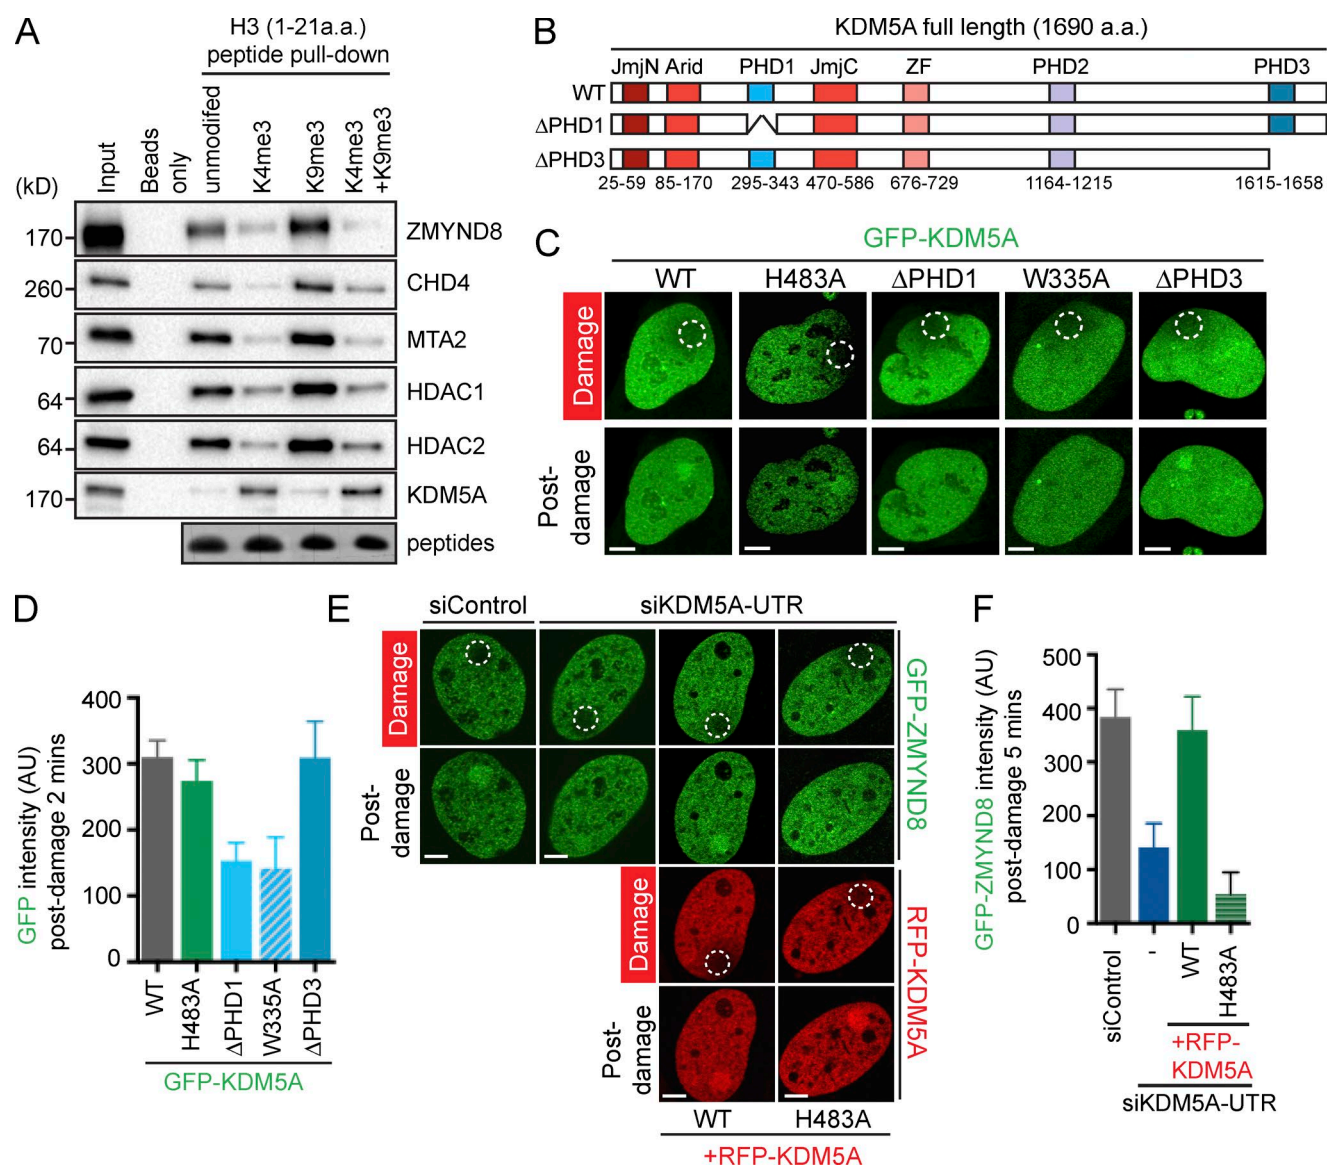 A
H3 (1-21a.a.)
peptide pull-down
(kD)
Input
Beads
only
unmodifed
K4me3
K9me3
K4me3
+K9me3
170
ZMYND8
260
CHD4
70
MTA2
64
HDAC1
64
HDAC2
170
KDM5A
peptides
B
KDM5A full length (1690 a.a.)
JmjN Arid PHD1 JmjC ZF PHD2 PHD3
WT
ΔPHD1
ΔPHD3
25-59 85-170 295-343 470-586 676-729 1164-1215 1615-1658
C
GFP-KDM5A
WT H483A ΔPHD1 W335A ΔPHD3
Damage
Post-
damage
D
GFP intensity (AU)
post-damage 2 mins
400
300
200
100
0
WT
H483A
ΔPHD1
W335A
ΔPHD3
GFP-KDM5A
E
siControl siKDM5A-UTR
Damage
Post-
damage
GFP-ZMYND8
Damage
Post-
damage
RFP-KDM5A
WT H483A
+RFP-KDM5A
F
GFP-ZMYND8 intensity (AU)
post-damage 5 mins
500
400
300
200
100
0
siControl
-
WT
H483A
+RFP-
KDM5A
siKDM5A-UTR